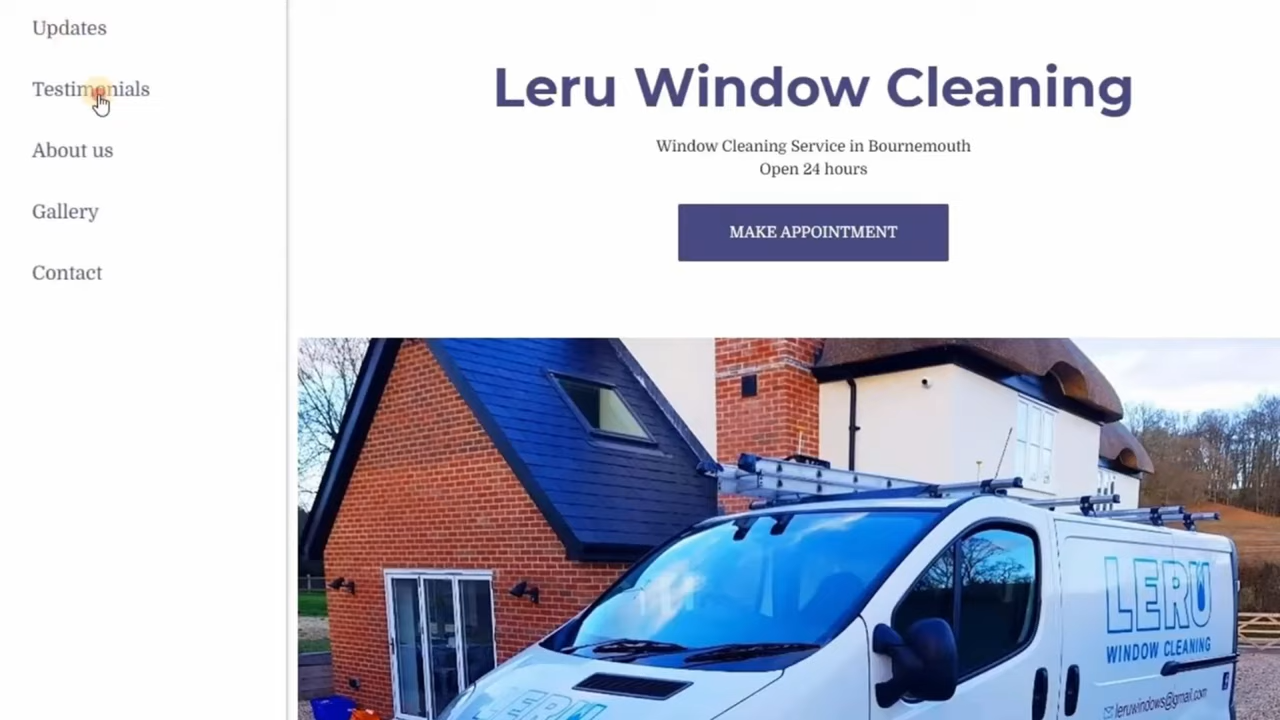 Updates
Testimonials
About us
Gallery
Contact
Leru Window Cleaning
Window Cleaning Service in Bournemouth
Open 24 hours
MAKE APPOINTMENT
LERU
WINDOW CLEANING
leruwindows@gmail.com
LERU